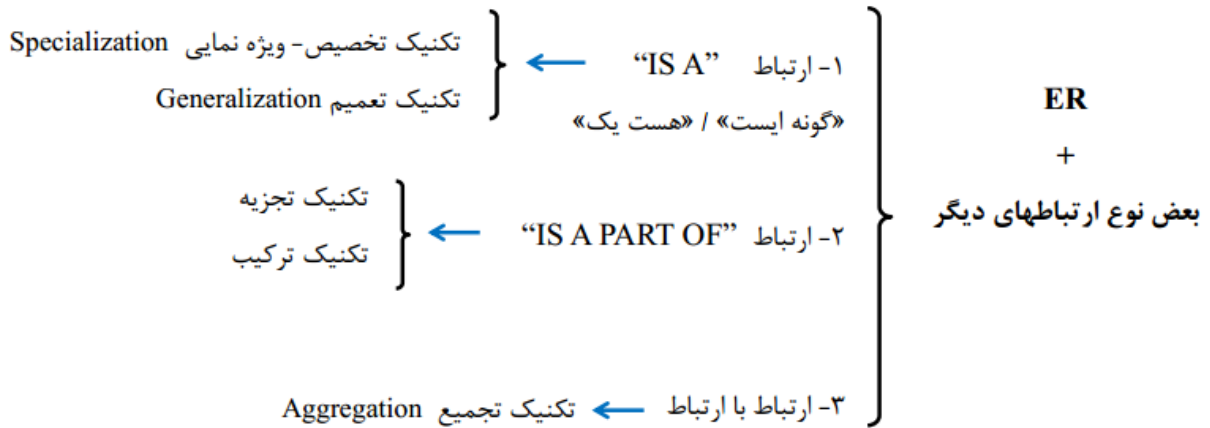 ER
+
بعض نوع ارتباطهای دیگر
۱- ارتباط “IS A”
«گونه ایست» / «هست یک»
تکنیک تخصیص- ویژه نمایی Specialization
تکنیک تعمیم Generalization
۲- ارتباط “IS A PART OF”
تکنیک تجزیه
تکنیک ترکیب
۳- ارتباط با ارتباط
تکنیک تجمیع Aggregation